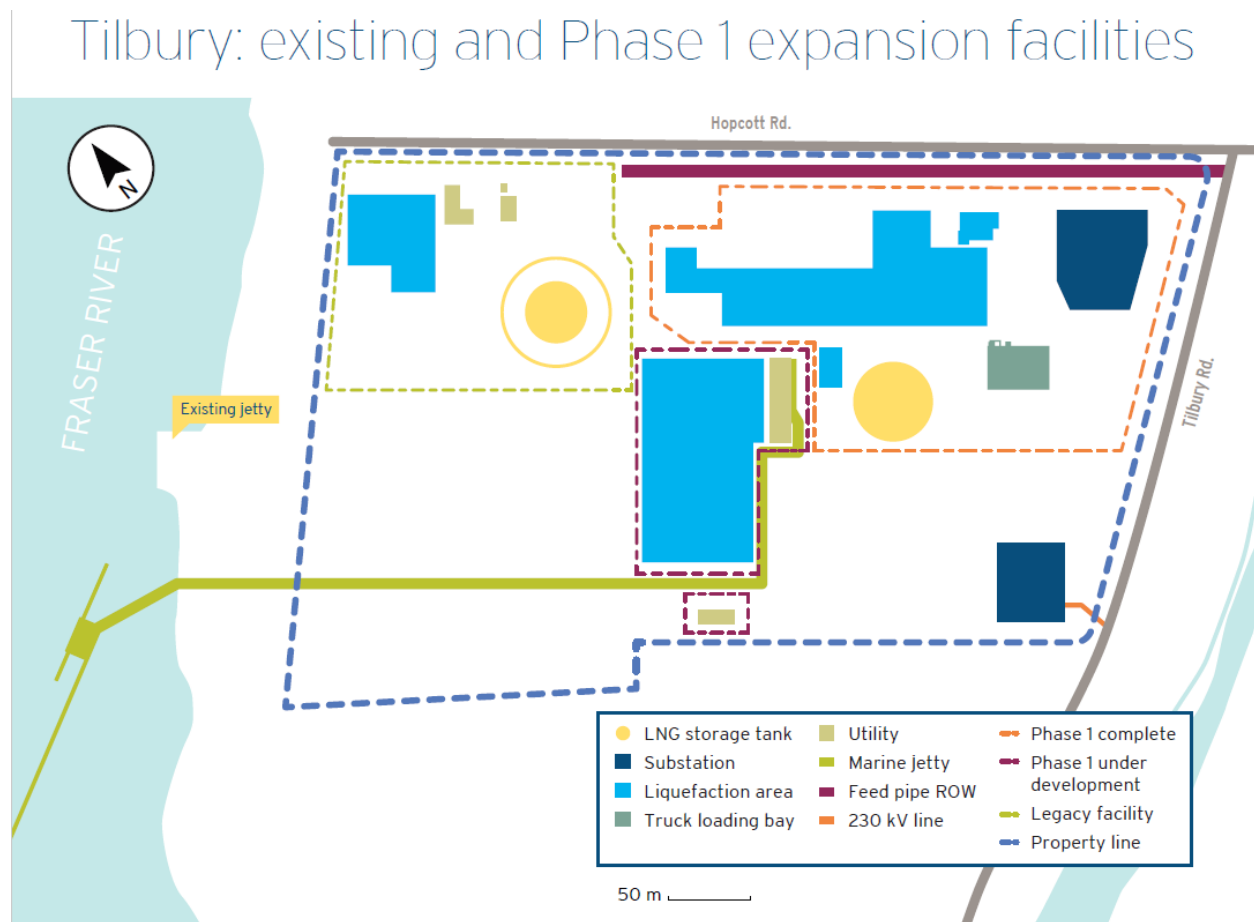 Tilbury: existing and Phase 1 expansion facilities
Hopcott Rd.
N
FRASER RIVER
Existing jetty
Tilbury Rd.
LNG storage tank
Substation
Liquefaction area
Truck loading bay
Utility
Marine jetty
Feed pipe ROW
230 kV line
Phase 1 complete
Phase 1 under
development
Legacy facility
Property line
50 m